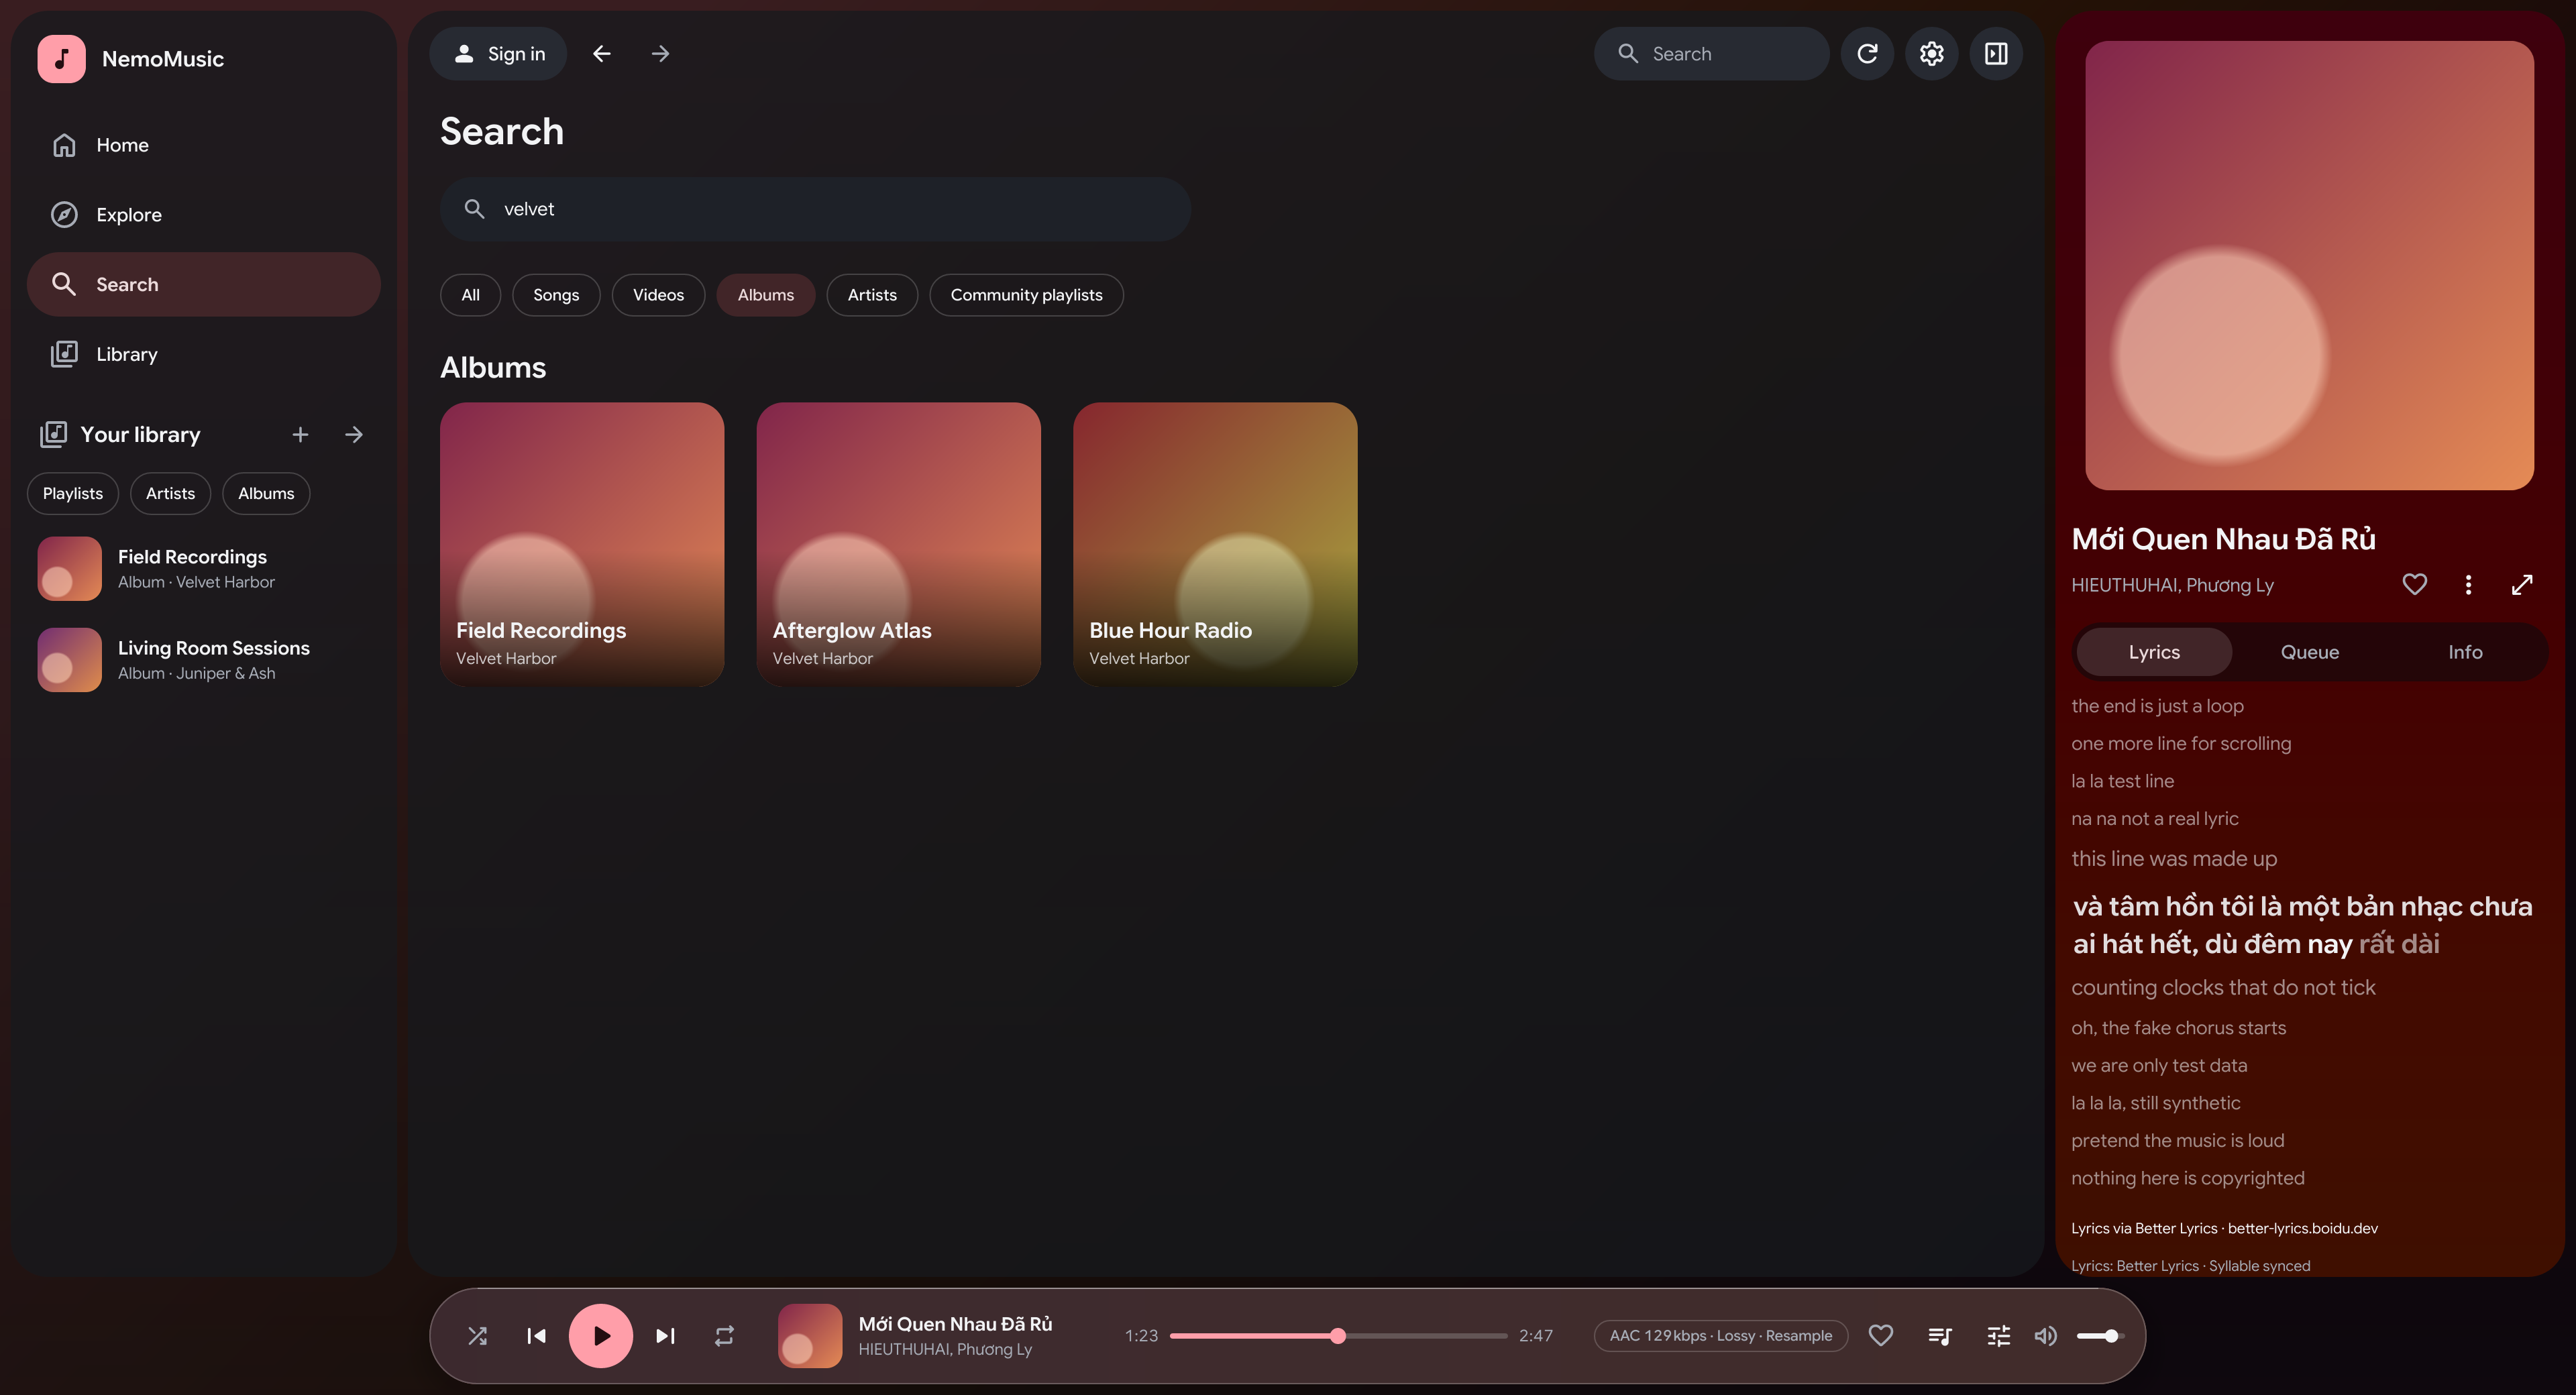 NemoMusic
Home
Explore
Search
Library
Your library
Playlists
Artists
Albums
Field Recordings
Album · Velvet Harbor
Living Room Sessions
Album · Juniper & Ash
Sign in
Search
Search
velvet
All
Songs
Videos
Albums
Artists
Community playlists
Albums
Field Recordings
Velvet Harbor
Afterglow Atlas
Velvet Harbor
Blue Hour Radio
Velvet Harbor
Mới Quen Nhau Đã Rủ
HIEUTHUHAI, Phương Ly
Lyrics
Queue
Info
the end is just a loop
one more line for scrolling
la la test line
na na not a real lyric
this line was made up
và tâm hồn tôi là một bản nhạc chưa
ai hát hết, dù đêm nay rất dài
counting clocks that do not tick
oh, the fake chorus starts
we are only test data
la la la, still synthetic
pretend the music is loud
nothing here is copyrighted
Lyrics via Better Lyrics · better-lyrics.boidu.dev
Lyrics: Better Lyrics · Syllable synced
Mới Quen Nhau Đã Rủ
HIEUTHUHAI, Phương Ly
1:23
2:47
AAC 129 kbps · Lossy · Resample